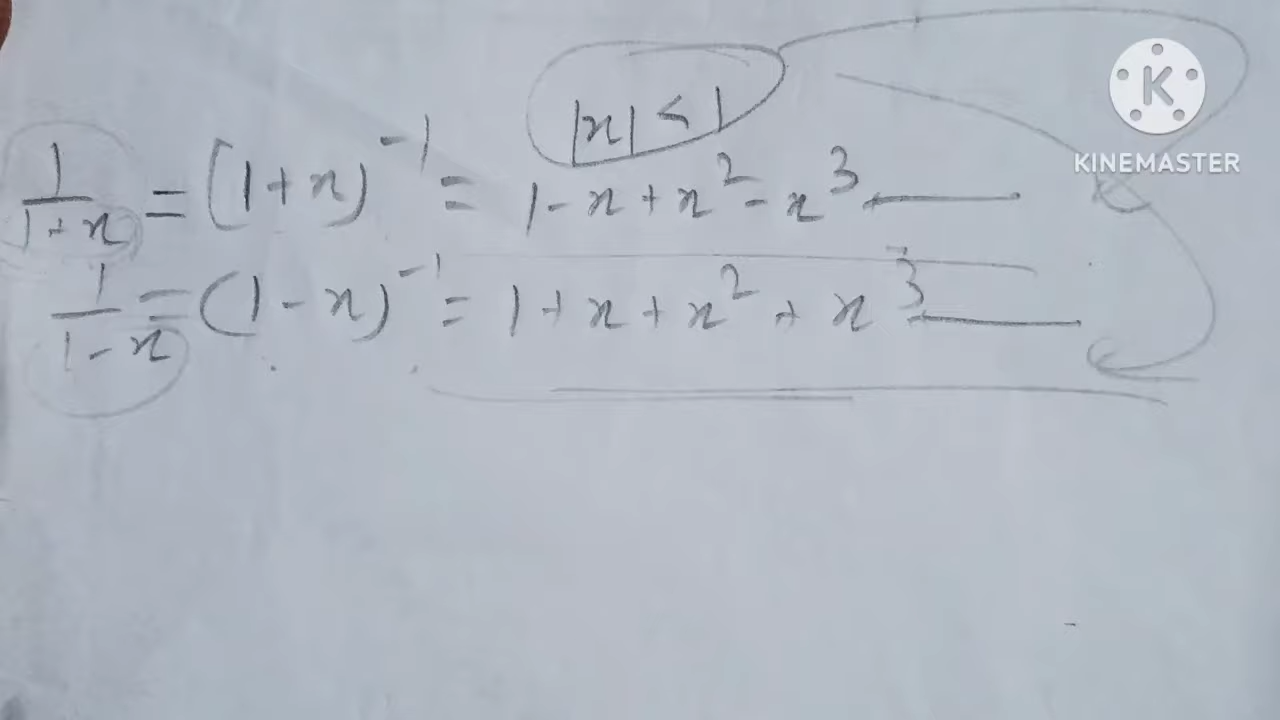 |x| < 1
1/(1+x) = (1+x)^-1 = 1-x+x^2-x^3 ———
1/(1-x) = (1-x)^-1 = 1+x+x^2+x^3 ———
K
KINEMASTER